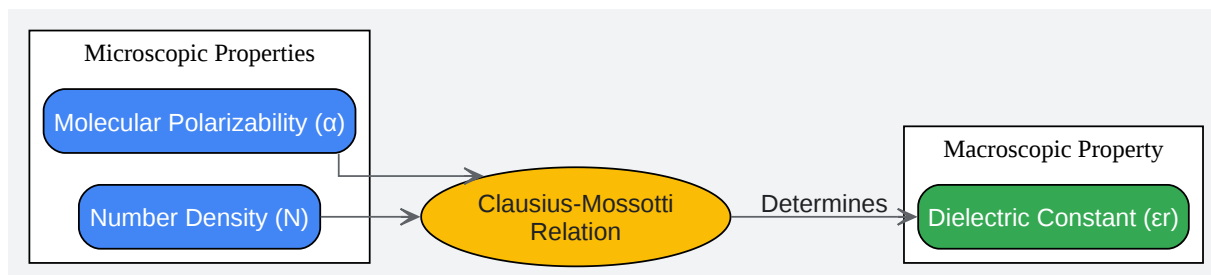 Microscopic Properties
Molecular Polarizability (α)
Number Density (N)
Clausius-Mossotti
Relation
Determines
Macroscopic Property
Dielectric Constant (εr)